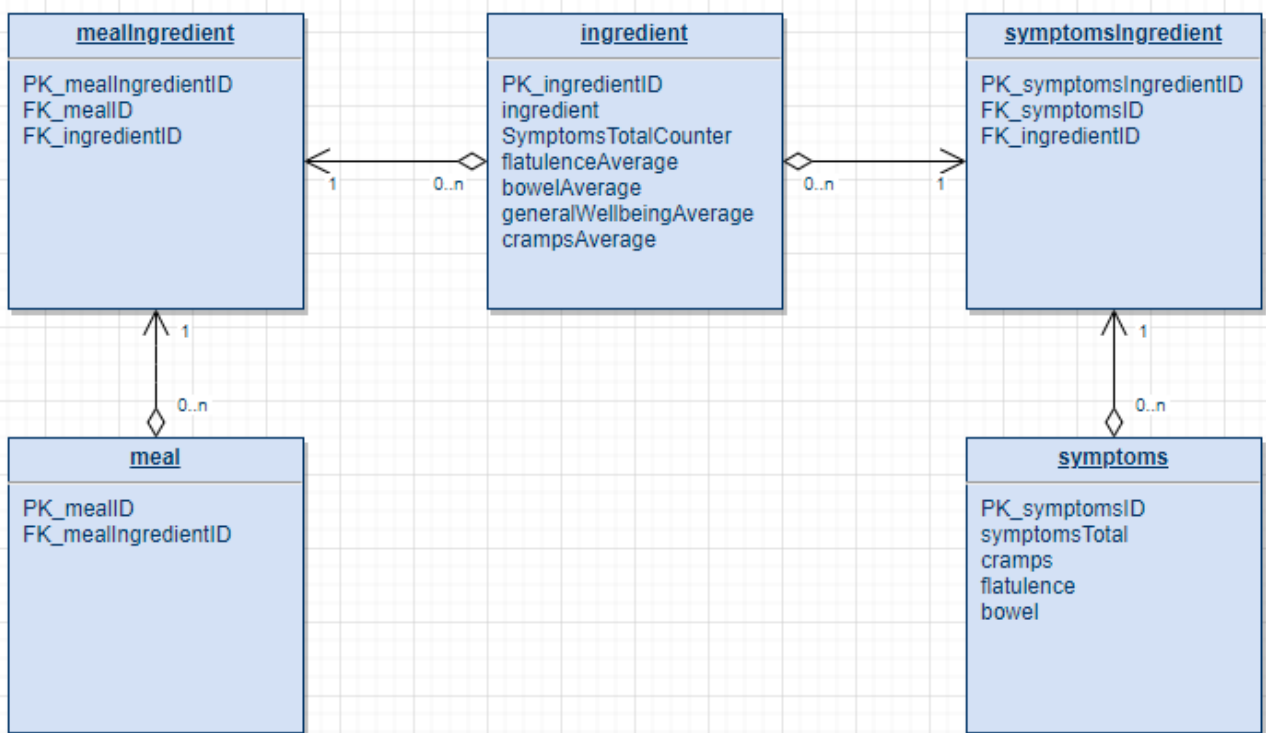 mealIngredient
PK_mealIngredientID
FK_mealID
FK_ingredientID
1
0..n
ingredient
PK_ingredientID
ingredient
SymptomsTotalCounter
flatulenceAverage
bowelAverage
generalWellbeingAverage
crampsAverage
0..n
1
symptomsIngredient
PK_symptomsIngredientID
FK_symptomsID
FK_ingredientID
1
0..n
meal
PK_mealID
FK_mealIngredientID
1
0..n
symptoms
PK_symptomsID
symptomsTotal
cramps
flatulence
bowel